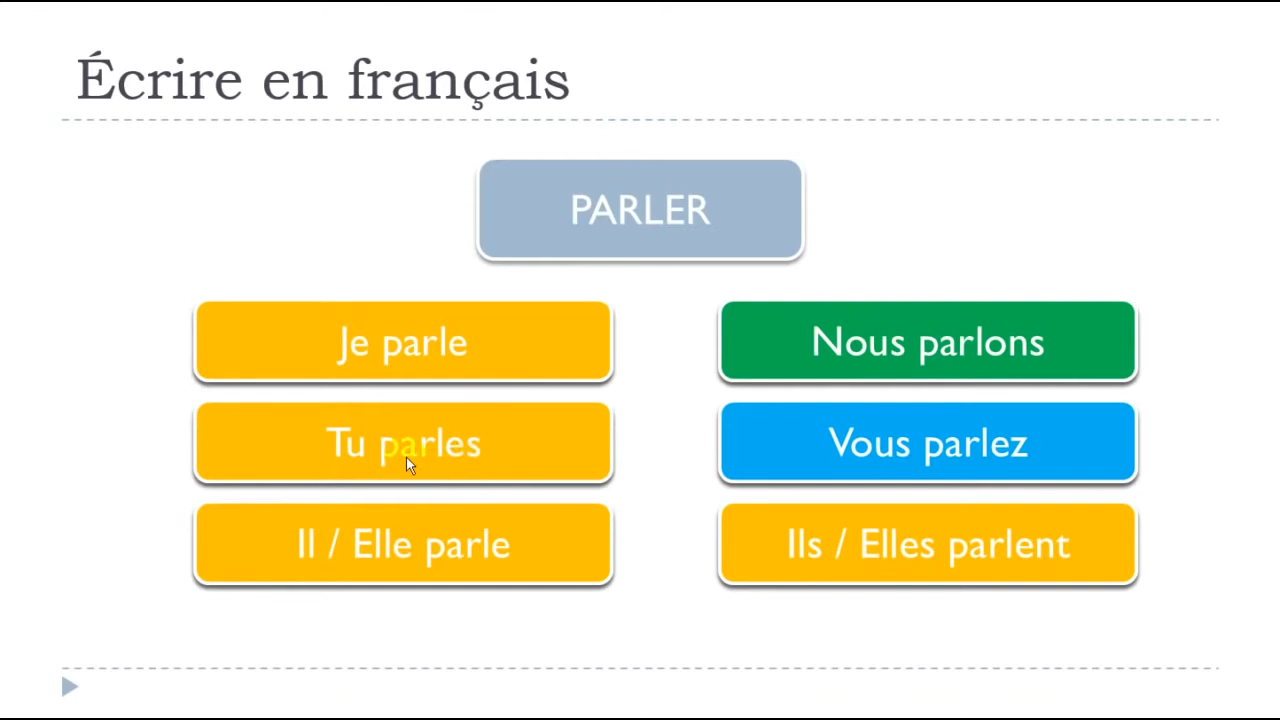 Écrire en français
PARLER
Je parle
Nous parlons
Tu parles
Vous parlez
Il / Elle parle
Ils / Elles parlent